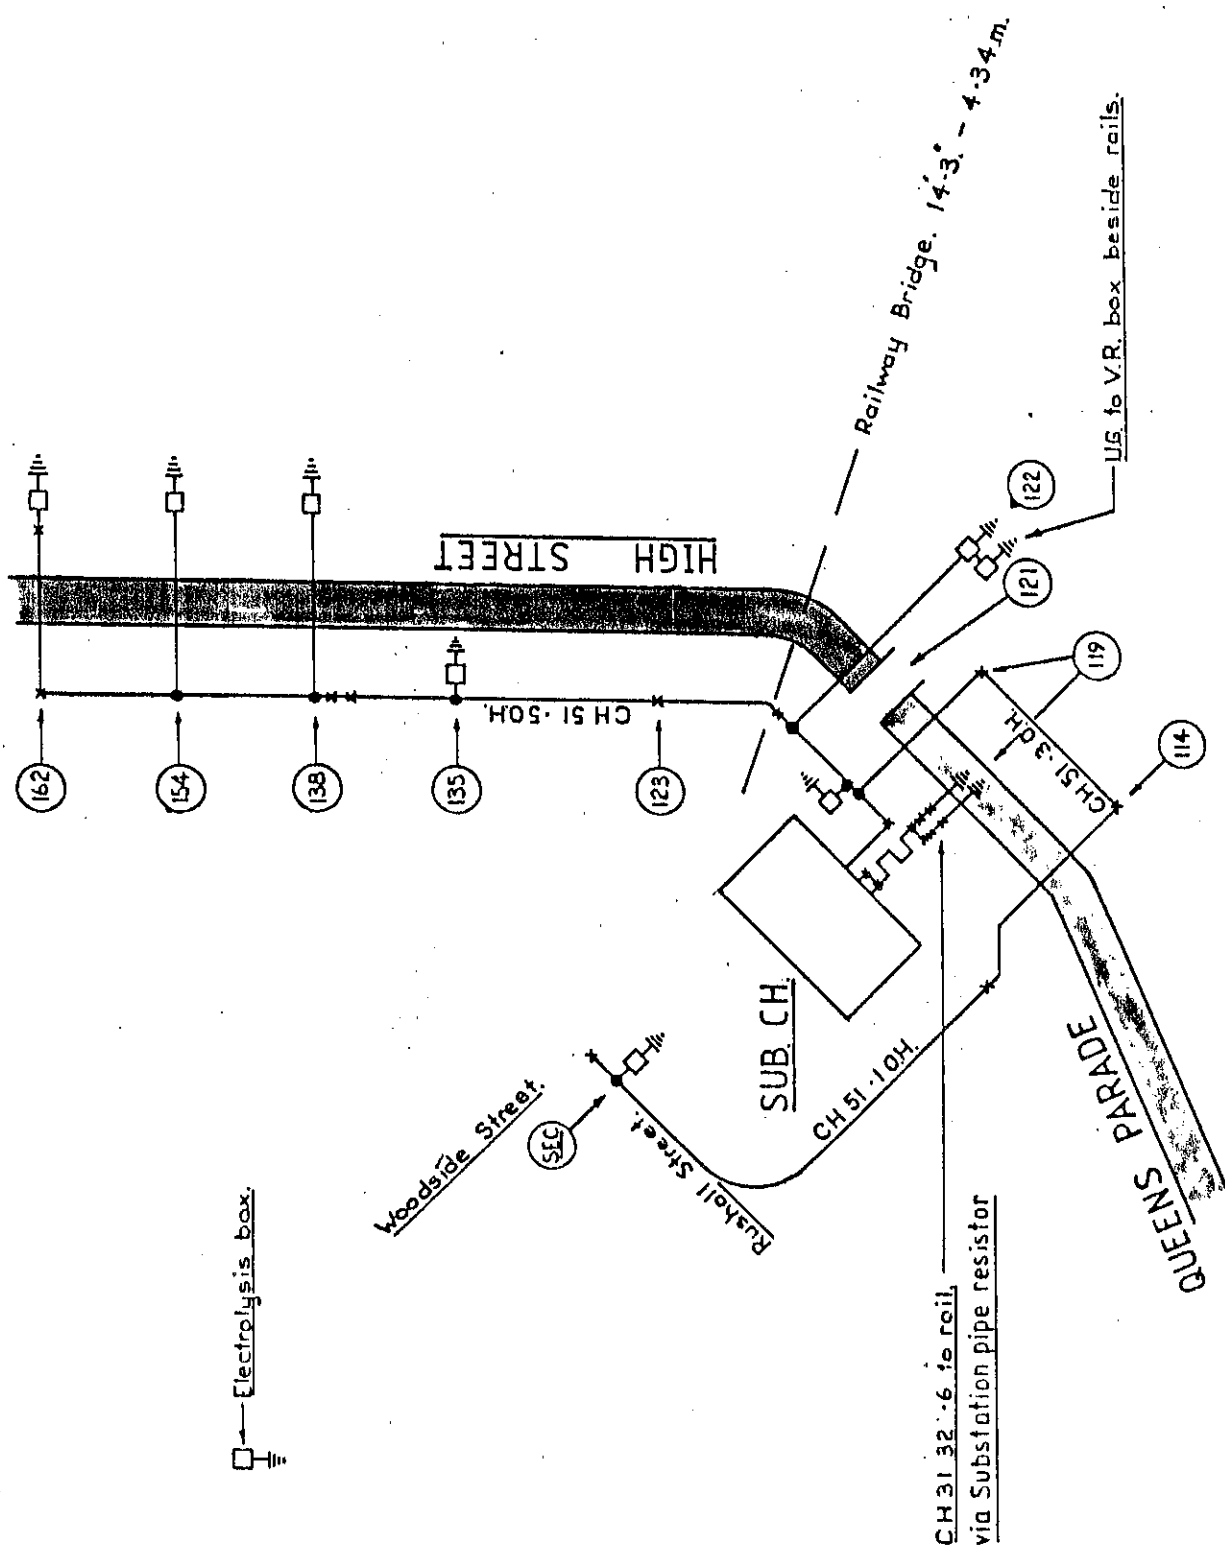 Electrolysis box.
Woodside Street.
SEC
Rushall Street.
162
154
138
135
123
CH 51 ·5 O.H.
HIGH STREET
Railway Bridge. 14'-3." - 4·34 m.
122
121
119
114
U.G. to V.R. box beside rails.
CH 51 ·3 O.H.
SUB. CH.
CH 51 ·1 O.H.
QUEENS PARADE
CH 31 32 ·6 to rail,
via Substation pipe resistor